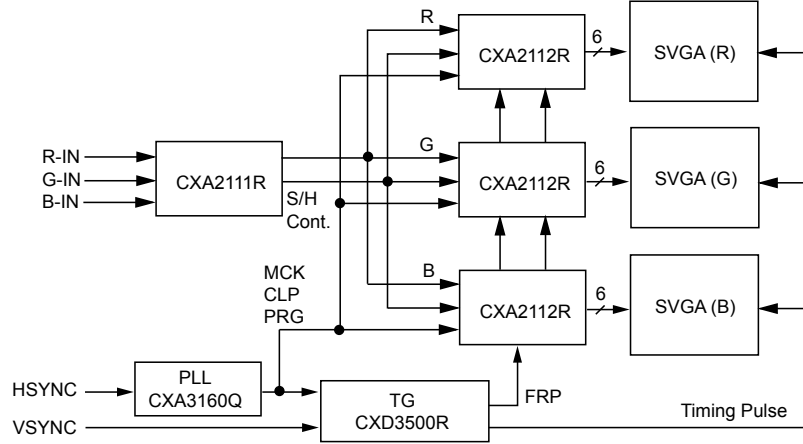 R
CXA2112R
6
SVGA (R)
R-IN
G-IN
B-IN
CXA2111R
G
S/H
Cont.
CXA2112R
6
SVGA (G)
MCK
CLP
PRG
B
CXA2112R
6
SVGA (B)
HSYNC
PLL
CXA3160Q
VSYNC
TG
CXD3500R
FRP
Timing Pulse